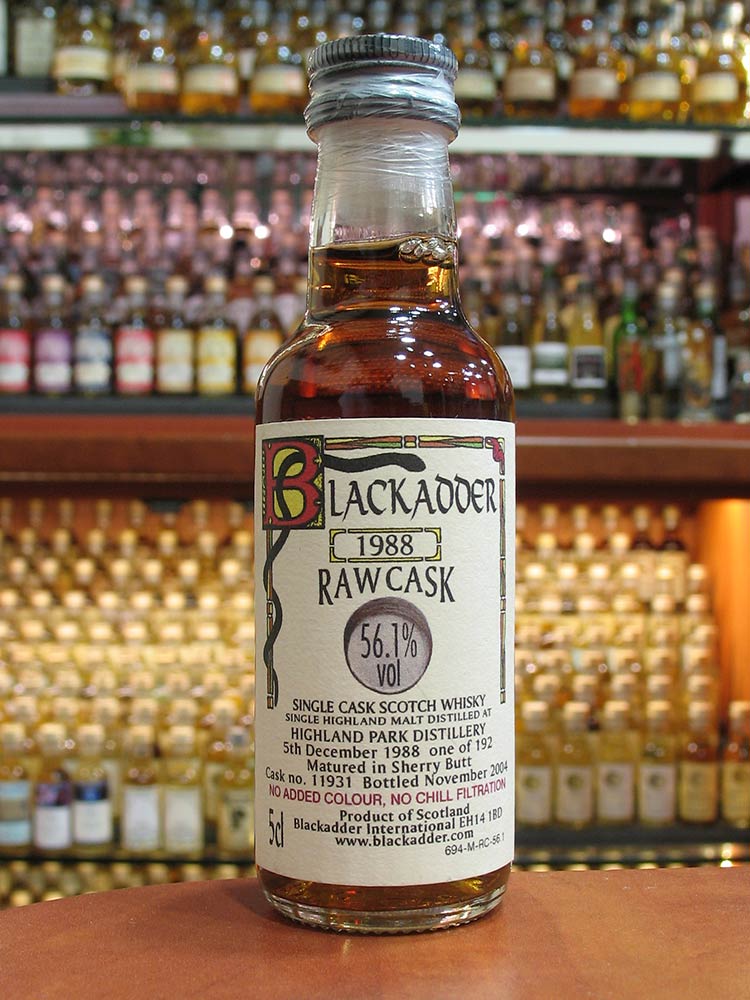 BLACKADDER
1988
RAW CASK
56.1%
vol
SINGLE CASK SCOTCH WHISKY
SINGLE HIGHLAND MALT DISTILLED AT
HIGHLAND PARK DISTILLERY
5th December 1988 one of 192
Matured in Sherry Butt
Cask no. 11931 Bottled November 2004
NO ADDED COLOUR, NO CHILL FILTRATION
Product of Scotland
Blackadder International EH14 1BD
www.blackadder.com
5cl
694-M-RC-56.1